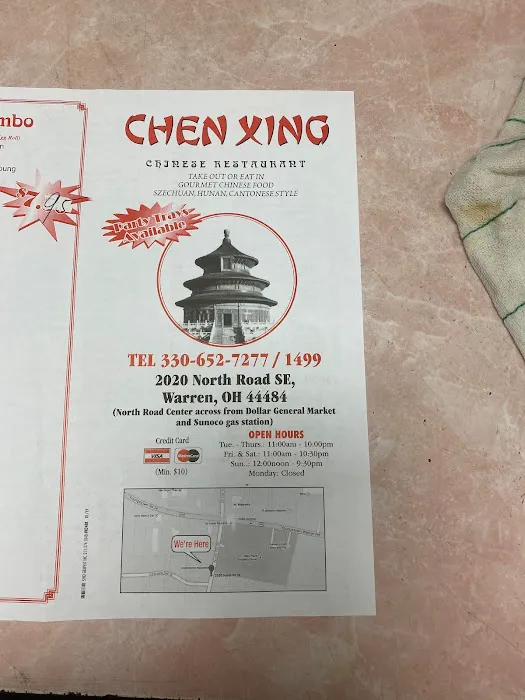 mbo
CHEN XING
CHINESE RESTAURANT
TAKE OUT OR EAT IN
GOURMET CHINESE FOOD
SZECHUAN, HUNAN, CANTONESE STYLE
.95
Party Trays
Available
TEL 330-652-7277 / 1499
2020 North Road SE,
Warren, OH 44484
(North Road Center across from Dollar General Market
and Sunoco gas station)
Credit Card
VISA MasterCard
(Min. $10)
OPEN HOURS
Tue. - Thurs.: 11:00am - 10:00pm
Fri. & Sat.: 11:00am - 10:30pm
Sun..: 12:00noon - 9:30pm
Monday: Closed
We're Here